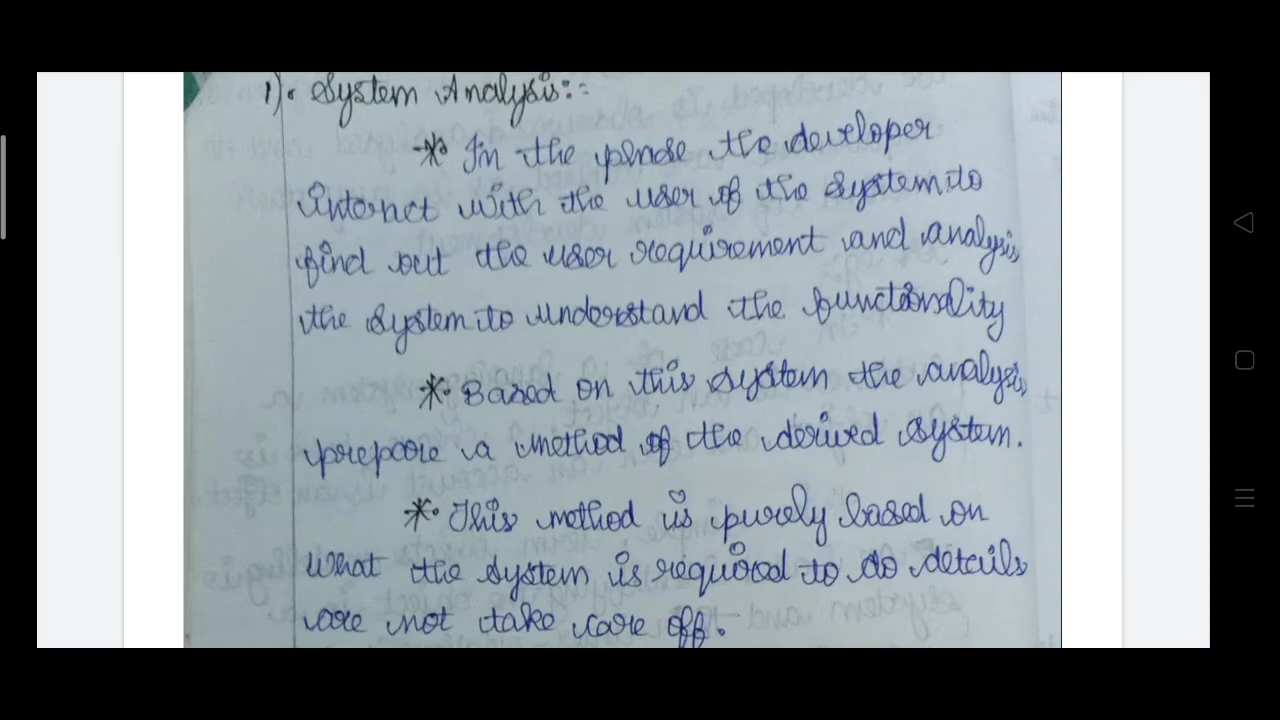 1). System Analysis:-
* In the phase the developer
interact with the user of the system to
find out the user requirement and analysis
the system to understand the functionality
* Based on this system the analysis
prepare a method of the derived system.
* This method is purely based on
what the system is required to do details
are not take care off.